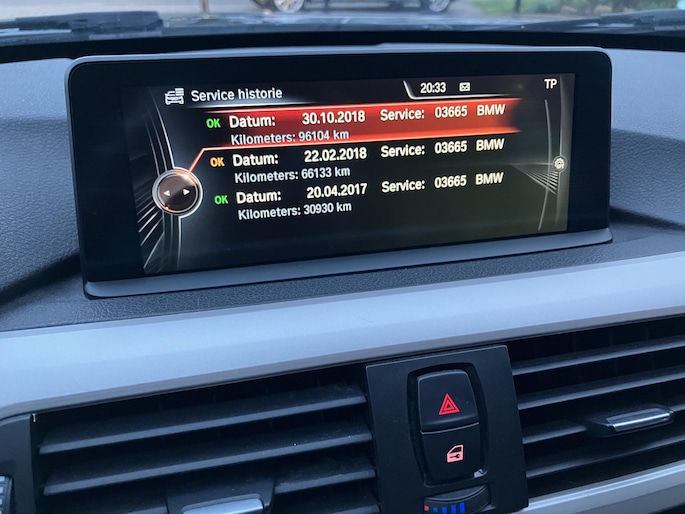 Service historie 20:33 TP
OK Datum: 30.10.2018 Service: 03665 BMW
Kilometers: 96104 km
OK Datum: 22.02.2018 Service: 03665 BMW
Kilometers: 66133 km
OK Datum: 20.04.2017 Service: 03665 BMW
Kilometers: 30930 km